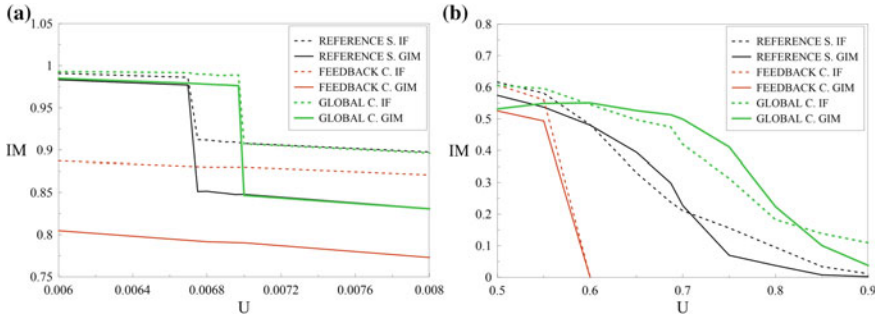 (a)
1.05
1
0.95
0.9
0.85
0.8
0.75
IM
0.006
0.0064
0.0068
0.0072
0.0076
0.008
U
REFERENCE S. IF
REFERENCE S. GIM
FEEDBACK C. IF
FEEDBACK C. GIM
GLOBAL C. IF
GLOBAL C. GIM
(b)
0.8
0.7
0.6
0.5
0.4
0.3
0.2
0.1
0
IM
0.5
0.6
0.7
0.8
0.9
U
REFERENCE S. IF
REFERENCE S. GIM
FEEDBACK C. IF
FEEDBACK C. GIM
GLOBAL C. IF
GLOBAL C. GIM